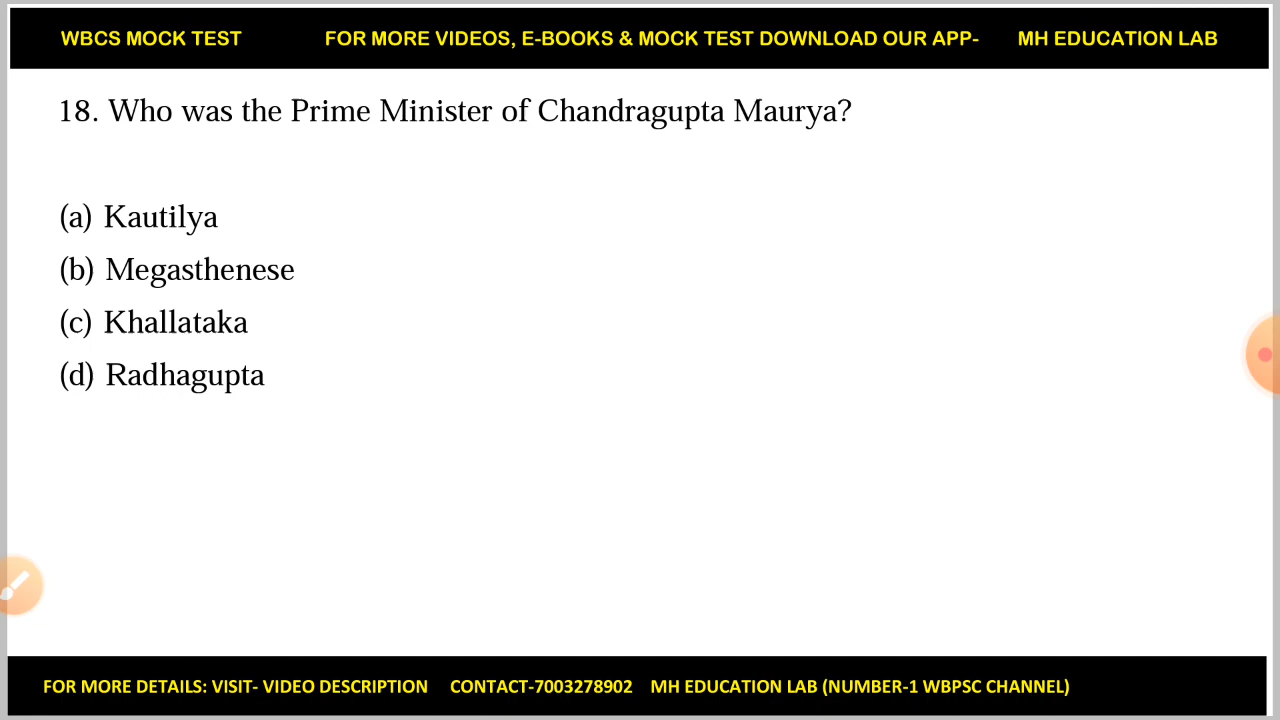 WBCS MOCK TEST FOR MORE VIDEOS, E-BOOKS & MOCK TEST DOWNLOAD OUR APP- MH EDUCATION LAB
18. Who was the Prime Minister of Chandragupta Maurya?
(a) Kautilya
(b) Megasthenese
(c) Khallataka
(d) Radhagupta
FOR MORE DETAILS: VISIT- VIDEO DESCRIPTION CONTACT-7003278902 MH EDUCATION LAB (NUMBER-1 WBPSC CHANNEL)